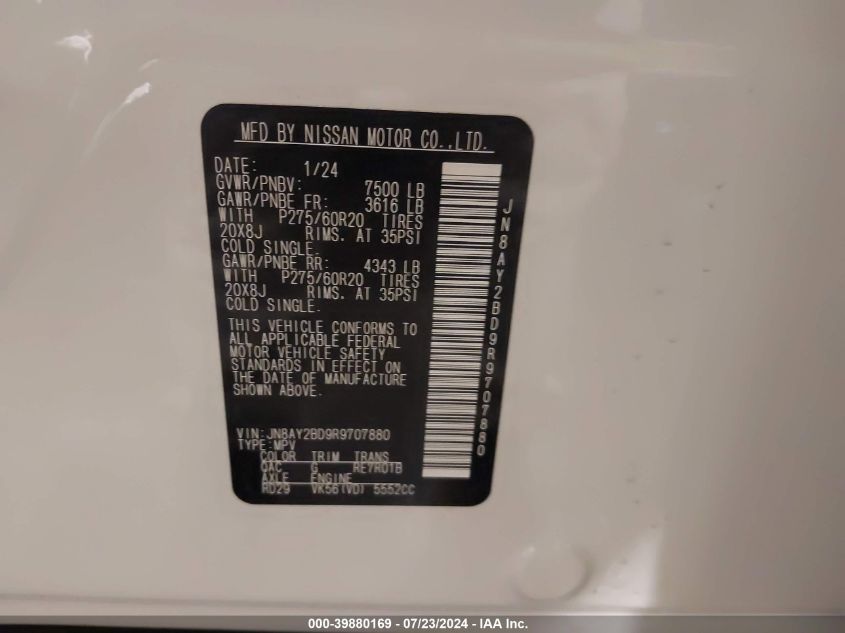 MFD BY NISSAN MOTOR CO.,LTD.
DATE: 1/24
GVWR/PNBV: 7500 LB
GAWR/PNBE FR: 3616 LB
WITH P275/60R20 TIRES
20X8J RIMS. AT 35PSI
COLD SINGLE.
GAWR/PNBE RR: 4343 LB
WITH P275/60R20 TIRES
20X8J RIMS. AT 35PSI
COLD SINGLE.
THIS VEHICLE CONFORMS TO
ALL APPLICABLE FEDERAL
MOTOR VEHICLE SAFETY
STANDARDS IN EFFECT ON
THE DATE OF MANUFACTURE
SHOWN ABOVE.
VIN: JN8AY2BD9R9707880
TYPE: MPV
COLOR TRIM TRANS
QAC G RE7R01B
AXLE ENGINE
RD29 VK56(VD) 5552CC
JN8AY2BD9R9707880
000-39880169 - 07/23/2024 - IAA Inc.